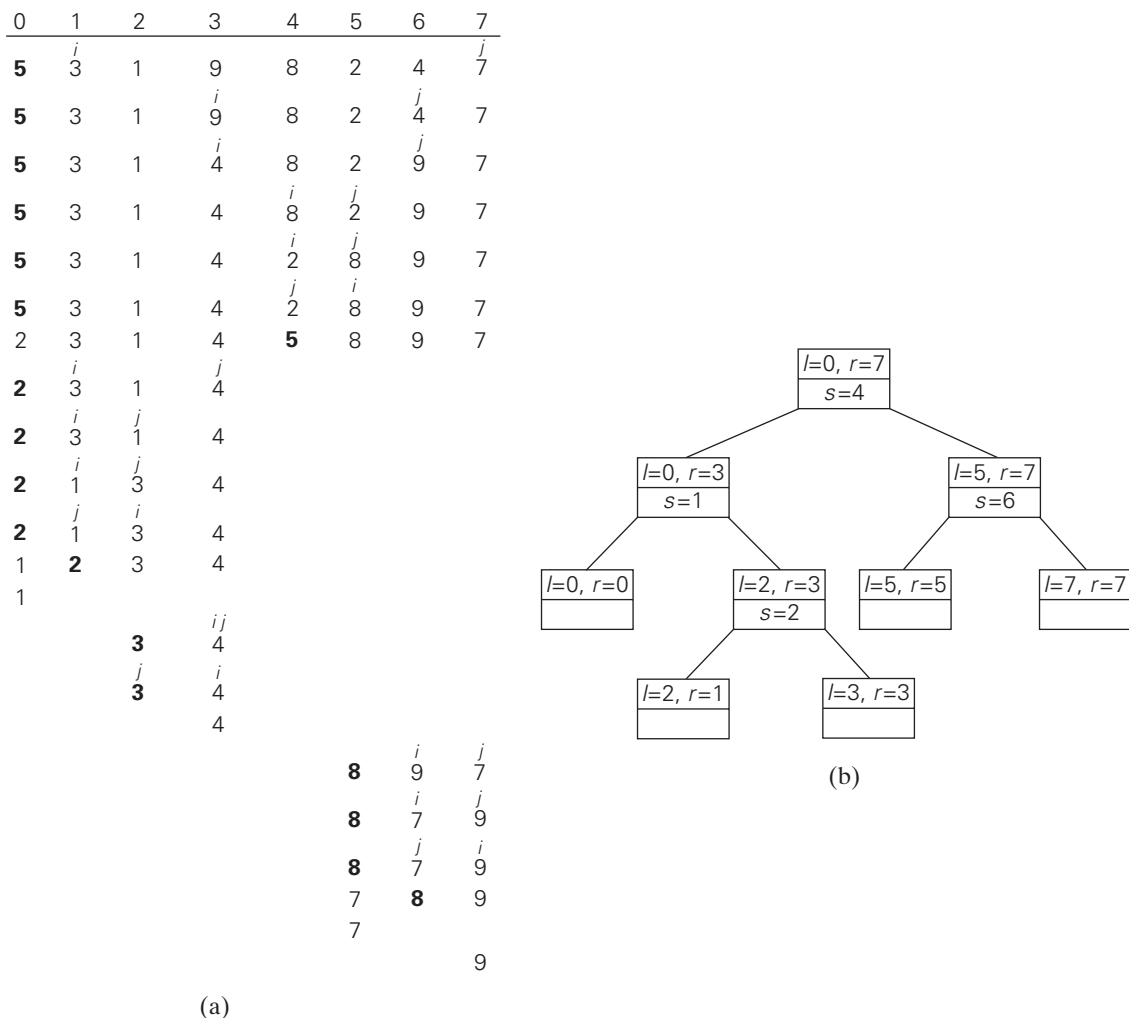 0 1 2 3 4 5 6 7
i j
5 3 1 9 8 2 4 7
i j
5 3 1 9 8 2 4 7
i j
5 3 1 4 8 2 9 7
i j
5 3 1 4 8 2 9 7
i j
5 3 1 4 2 8 9 7
j i
5 3 1 4 2 8 9 7
2 3 1 4 5 8 9 7
i j
2 3 1 4
i j
2 3 1 4
i j
2 1 3 4
j i
2 1 3 4
1 2 3 4
1
i j
3 4
j i
3 4
4
i j
8 9 7
i j
8 7 9
j i
8 7 9
7 8 9
7
9
(a)
l=0, r=7
s=4
l=0, r=3
s=1
l=5, r=7
s=6
l=0, r=0
l=2, r=3
s=2
l=5, r=5
l=7, r=7
l=2, r=1
l=3, r=3
(b)